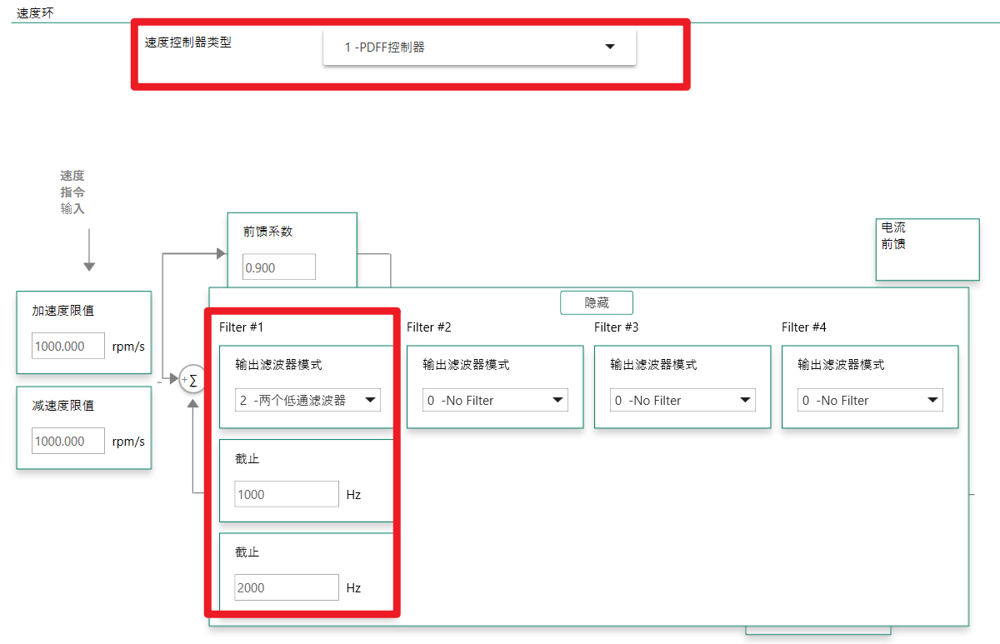 速度环
速度控制器类型
1 -PDFF控制器
速度
指令
输入
前馈系数
0.900
电流
前馈
加速度限值
1000.000 rpm/s
减速度限值
1000.000 rpm/s
- + Σ
隐藏
Filter #1
输出滤波器模式
2 -两个低通滤波器
截止
1000 Hz
截止
2000 Hz
Filter #2
输出滤波器模式
0 -No Filter
Filter #3
输出滤波器模式
0 -No Filter
Filter #4
输出滤波器模式
0 -No Filter